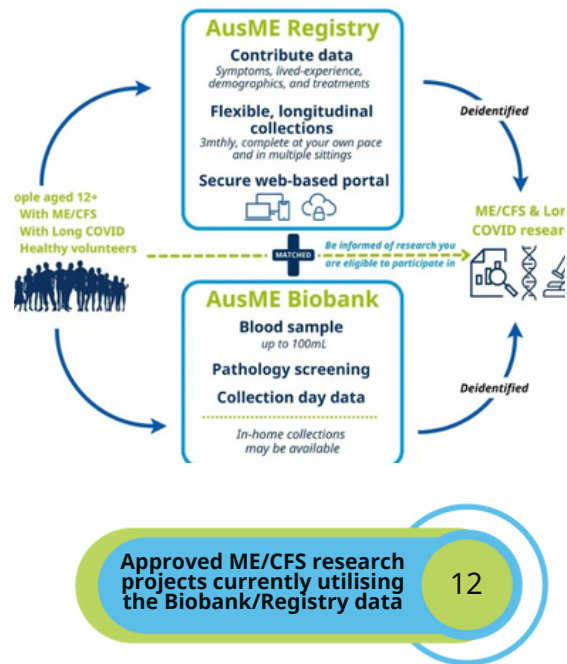 AusME Registry
Contribute data
Symptoms, lived-experience,
demographics, and treatments
Flexible, longitudinal
collections
3mthly, complete at your own pace
and in multiple sittings
Secure web-based portal
Deidentified
ople aged 12+
With ME/CFS
With Long COVID
Healthy volunteers
MATCHED
Be informed of research you
are eligible to participate in
ME/CFS & Lon
COVID resear
AusME Biobank
Blood sample
up to 100mL
Pathology screening
Collection day data
In-home collections
may be available
Deidentified
Approved ME/CFS research
projects currently utilising
the Biobank/Registry data
12